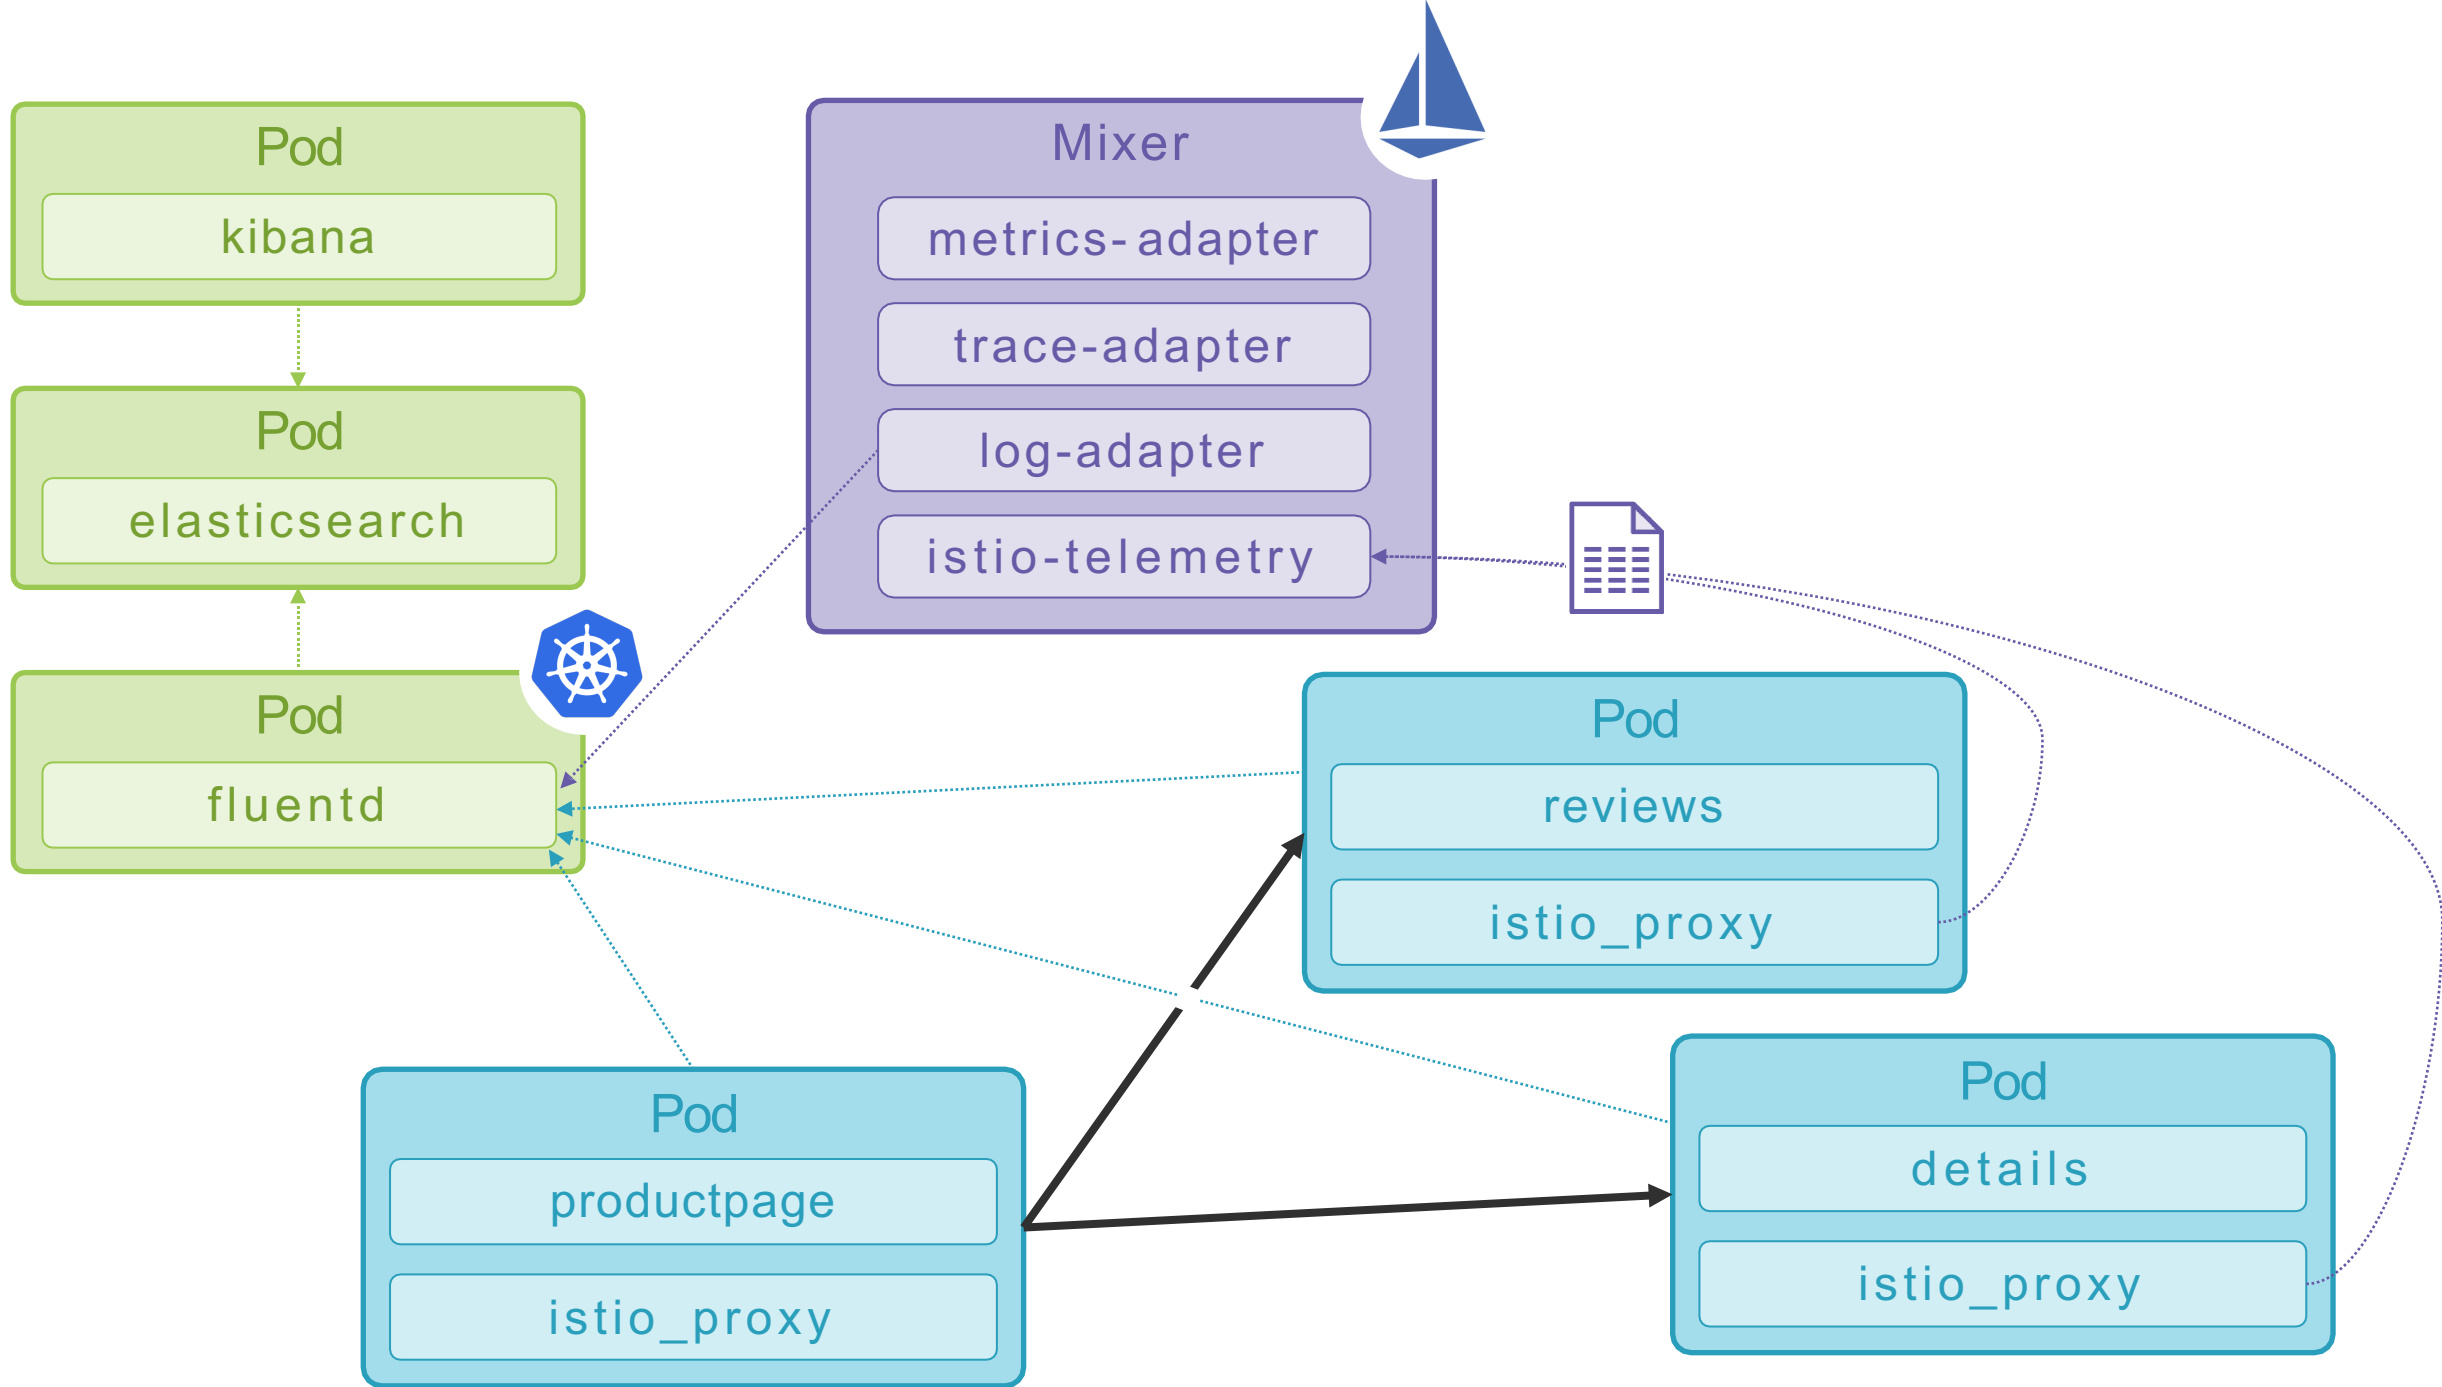 Pod
kibana
Pod
elasticsearch
Pod
fluentd
Mixer
metrics-adapter
trace-adapter
log-adapter
istio-telemetry
Pod
reviews
istio_proxy
Pod
productpage
istio_proxy
Pod
details
istio_proxy